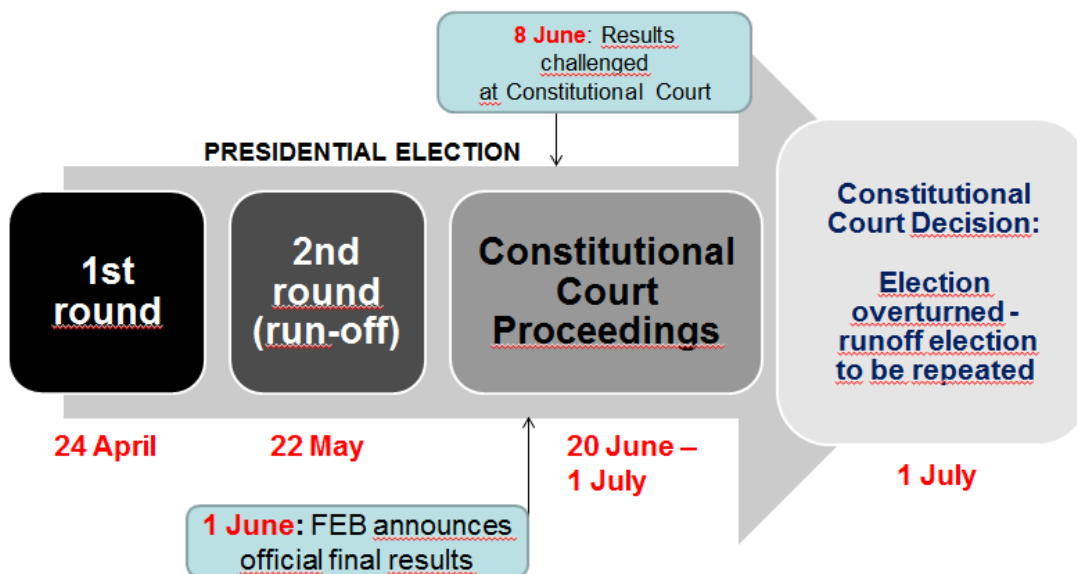 8 June: Results
challenged
at Constitutional Court
PRESIDENTIAL ELECTION
1st
round
2nd
round
(run-off)
Constitutional
Court
Proceedings
Constitutional
Court Decision:
Election
overturned -
runoff election
to be repeated
24 April
22 May
20 June –
1 July
1 July
1 June: FEB announces
official final results